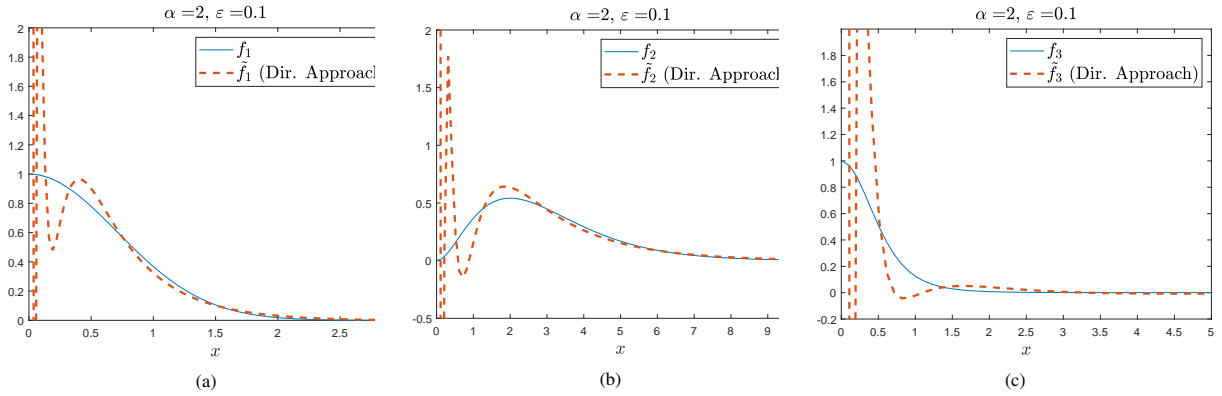 α=2, ε=0.1
2
1.8
1.6
1.4
1.2
1
0.8
0.6
0.4
0.2
0
f₁
f̃₁ (Dir. Approach
0 0.5 1 1.5 2 2.5
x
(a)
α=2, ε=0.1
2
1.5
1
0.5
0
-0.5
f₂
f̃₂ (Dir. Approach
0 1 2 3 4 5 6 7 8 9
x
(b)
α=2, ε=0.1
1.8
1.6
1.4
1.2
1
0.8
0.6
0.4
0.2
0
-0.2
f₃
f̃₃ (Dir. Approach)
0 0.5 1 1.5 2 2.5 3 3.5 4 4.5 5
x
(c)